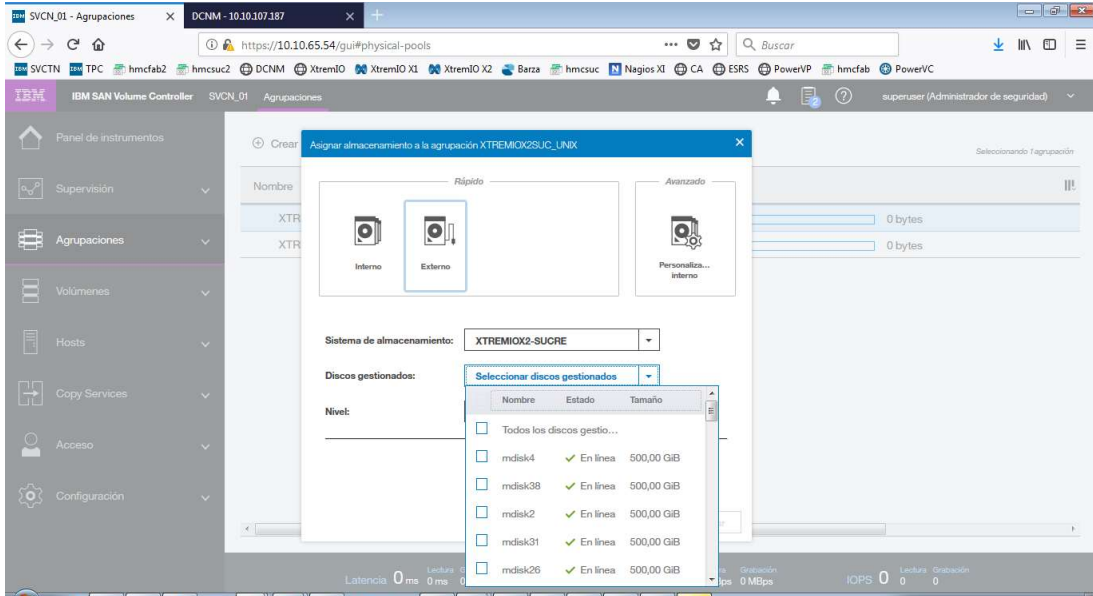 SVCN_01 - Agrupaciones
DCNM - 10.10.107.187
https://10.10.65.54/gui#physical-pools
Buscar
SVCTN TPC hmcfab2 hmcsuc2 DCNM XtremIO XtremIO X1 XtremIO X2 Barza hmcsuc Nagios XI CA ESRS PowerVP hmcfab PowerVC
IBM IBM SAN Volume Controller SVCN_01 Agrupaciones
2
superuser (Administrador de seguridad)
Panel de instrumentos
Supervisión
Agrupaciones
Volúmenes
Hosts
Copy Services
Acceso
Configuración
Crear
Seleccionando 1 agrupación
Nombre
XTR
0 bytes
XTR
0 bytes
Asignar almacenamiento a la agrupación XTREMIOX2SUC_UNIX
Rápido
Avanzado
Interno
Externo
Personaliza...
interno
Sistema de almacenamiento: XTREMIOX2-SUCRE
Discos gestionados: Seleccionar discos gestionados
Nivel:
Nombre Estado Tamaño
Todos los discos gestio...
mdisk4 En línea 500,00 GiB
mdisk38 En línea 500,00 GiB
mdisk2 En línea 500,00 GiB
mdisk31 En línea 500,00 GiB
mdisk26 En línea 500,00 GiB
Latencia 0 ms
Lectura
0 ms
Grabación
0 MBps
IOPS 0
Lectura Grabación
0 0